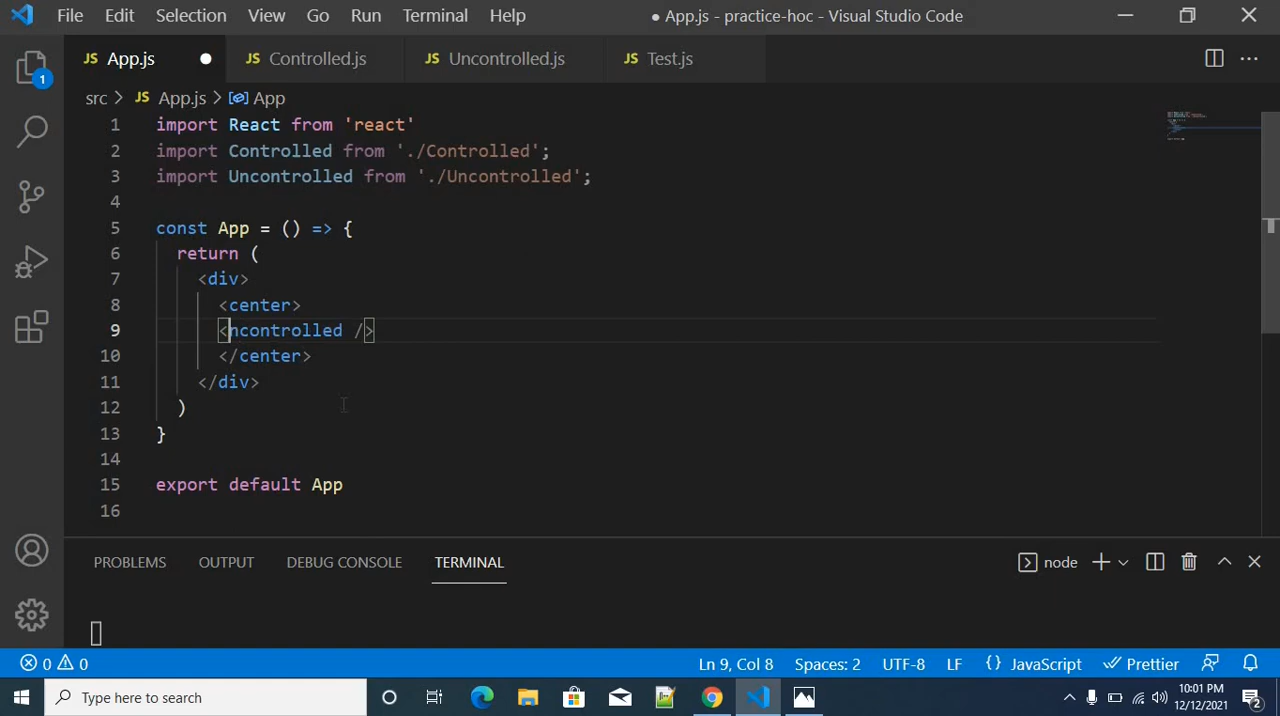 File Edit Selection View Go Run Terminal Help ● App.js - practice-hoc - Visual Studio Code
JS App.js JS Controlled.js JS Uncontrolled.js JS Test.js
1
src > JS App.js > App
1 import React from 'react'
2 import Controlled from './Controlled';
3 import Uncontrolled from './Uncontrolled';
4
5 const App = () => {
6 return (
7 <div>
8 <center>
9 <ncontrolled />
10 </center>
11 </div>
12 )
13 }
14
15 export default App
16
PROBLEMS OUTPUT DEBUG CONSOLE TERMINAL node
0 0 Ln 9, Col 8 Spaces: 2 UTF-8 LF {} JavaScript Prettier
Type here to search 10:01 PM
12/12/2021 2